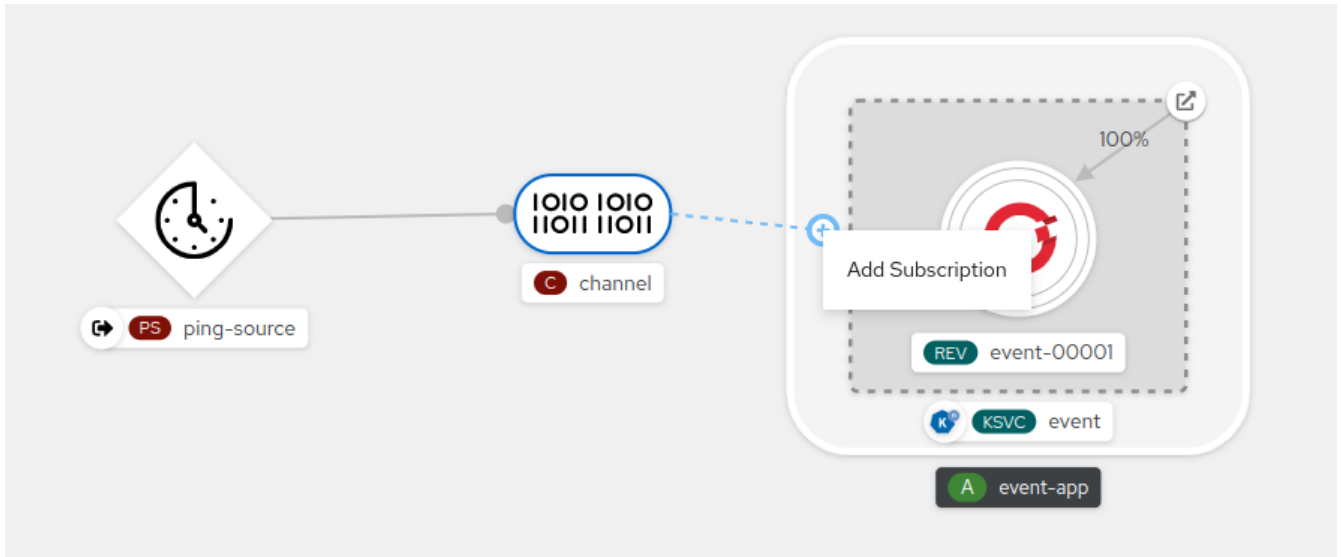 100%
1010 1010
11011 11011
Add Subscription
C channel
PS ping-source
REV event-00001
K
KSVC event
A event-app